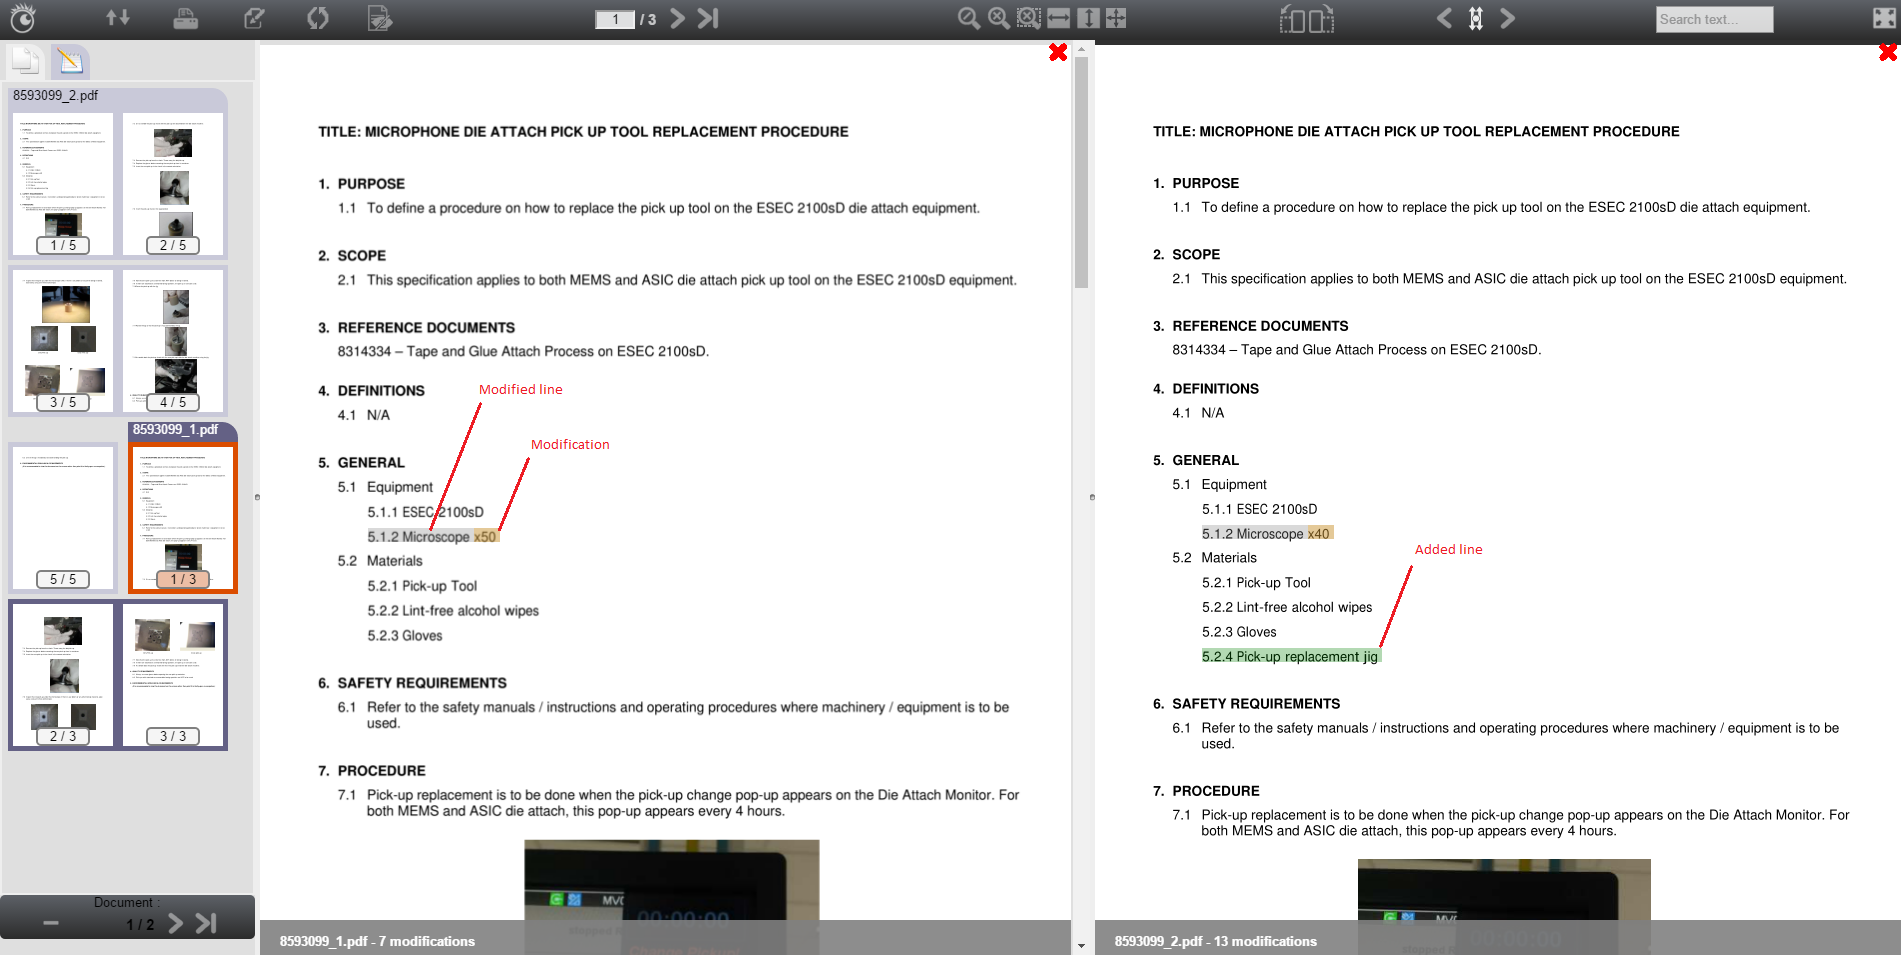 1 / 3
Search text...
8593099_2.pdf
1 / 5
2 / 5
3 / 5
4 / 5
5 / 5
8593099_1.pdf
1 / 3
2 / 3
3 / 3
Document :
1 / 2
TITLE: MICROPHONE DIE ATTACH PICK UP TOOL REPLACEMENT PROCEDURE
1. PURPOSE
1.1 To define a procedure on how to replace the pick up tool on the ESEC 2100sD die attach equipment.
2. SCOPE
2.1 This specification applies to both MEMS and ASIC die attach pick up tool on the ESEC 2100sD equipment.
3. REFERENCE DOCUMENTS
8314334 – Tape and Glue Attach Process on ESEC 2100sD.
4. DEFINITIONS
Modified line
4.1 N/A
Modification
5. GENERAL
5.1 Equipment
5.1.1 ESEC 2100sD
5.1.2 Microscope x50
5.2 Materials
5.2.1 Pick-up Tool
5.2.2 Lint-free alcohol wipes
5.2.3 Gloves
6. SAFETY REQUIREMENTS
6.1 Refer to the safety manuals / instructions and operating procedures where machinery / equipment is to be
used.
7. PROCEDURE
7.1 Pick-up replacement is to be done when the pick-up change pop-up appears on the Die Attach Monitor. For
both MEMS and ASIC die attach, this pop-up appears every 4 hours.
00:00:00
8593099_1.pdf - 7 modifications
TITLE: MICROPHONE DIE ATTACH PICK UP TOOL REPLACEMENT PROCEDURE
1. PURPOSE
1.1 To define a procedure on how to replace the pick up tool on the ESEC 2100sD die attach equipment.
2. SCOPE
2.1 This specification applies to both MEMS and ASIC die attach pick up tool on the ESEC 2100sD equipment.
3. REFERENCE DOCUMENTS
8314334 – Tape and Glue Attach Process on ESEC 2100sD.
4. DEFINITIONS
4.1 N/A
5. GENERAL
5.1 Equipment
5.1.1 ESEC 2100sD
5.1.2 Microscope x40
Added line
5.2 Materials
5.2.1 Pick-up Tool
5.2.2 Lint-free alcohol wipes
5.2.3 Gloves
5.2.4 Pick-up replacement jig
6. SAFETY REQUIREMENTS
6.1 Refer to the safety manuals / instructions and operating procedures where machinery / equipment is to be
used.
7. PROCEDURE
7.1 Pick-up replacement is to be done when the pick-up change pop-up appears on the Die Attach Monitor. For
both MEMS and ASIC die attach, this pop-up appears every 4 hours.
00:00:00
8593099_2.pdf - 13 modifications